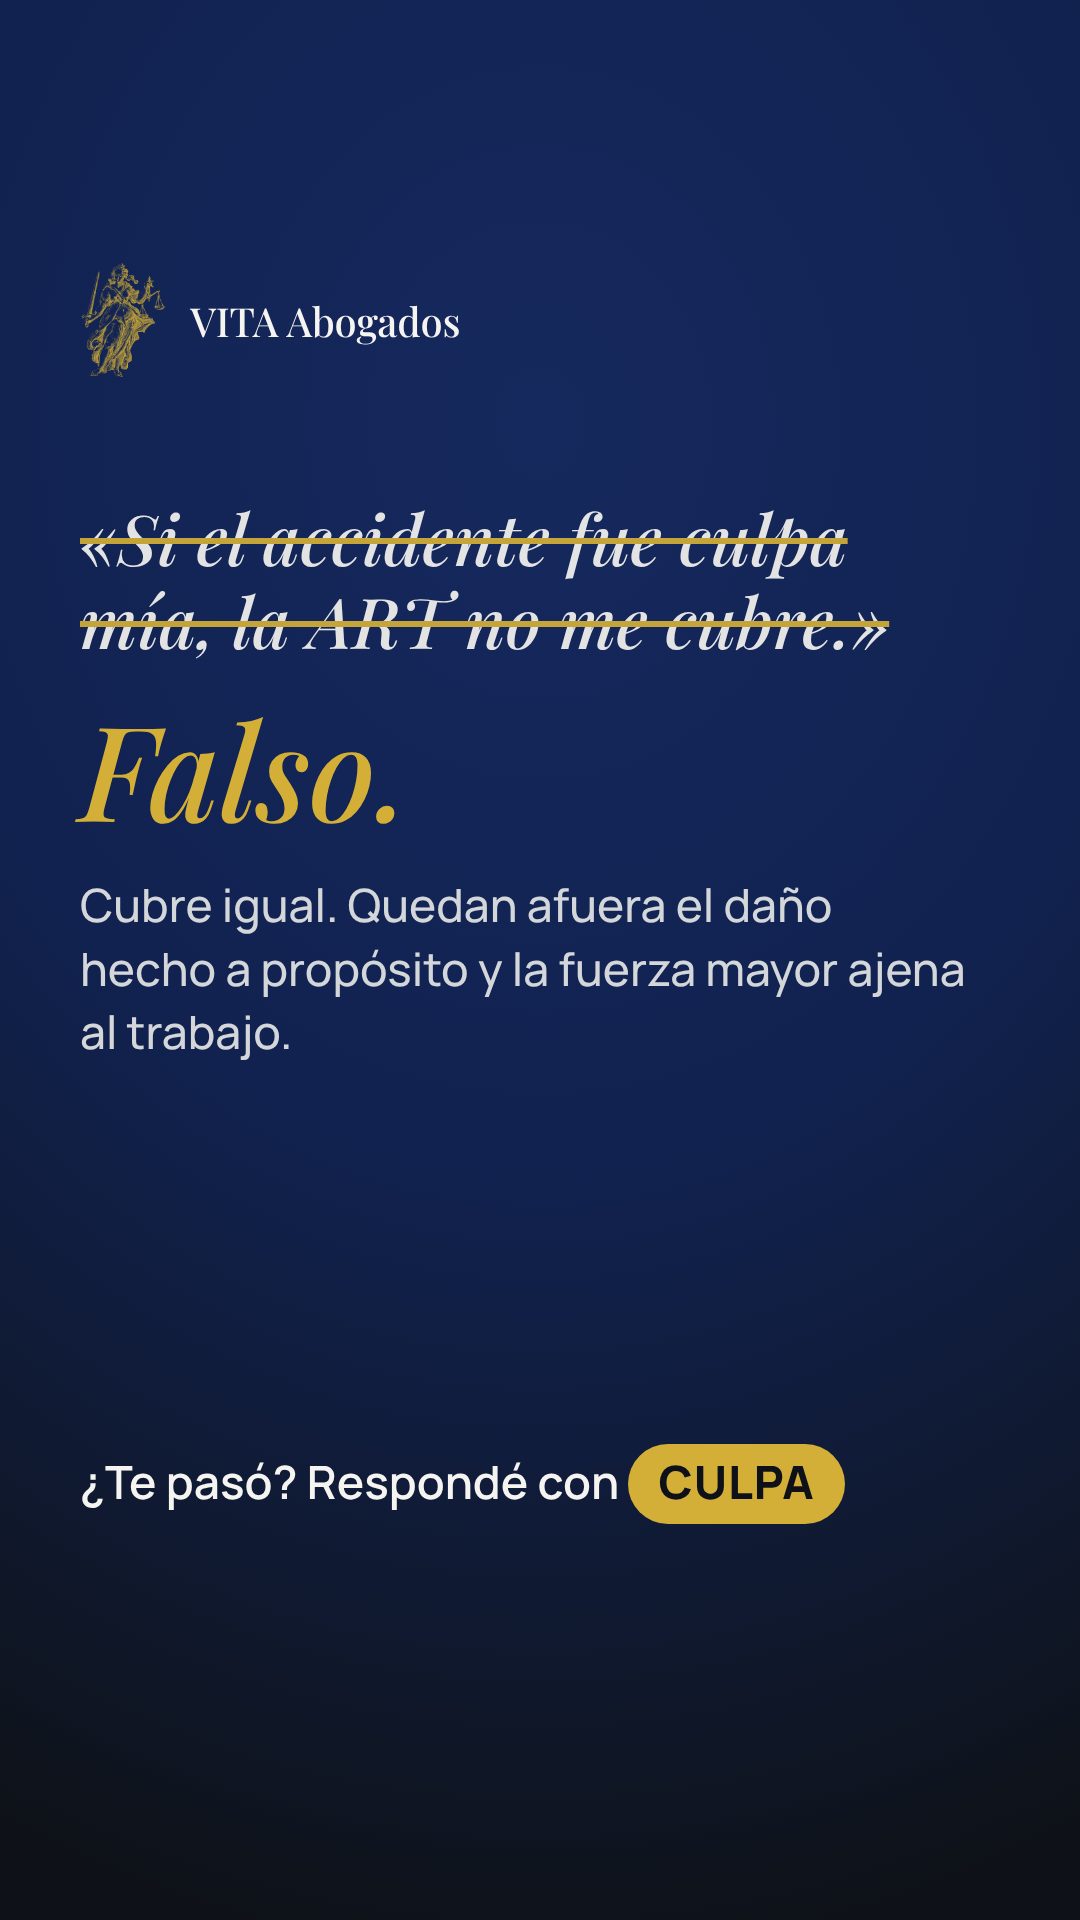 VITA Abogados
«Si el accidente fue culpa
mía, la ART no me cubre.»
Falso.
Cubre igual. Quedan afuera el daño
hecho a propósito y la fuerza mayor ajena
al trabajo.
¿Te pasó? Respondé con CULPA